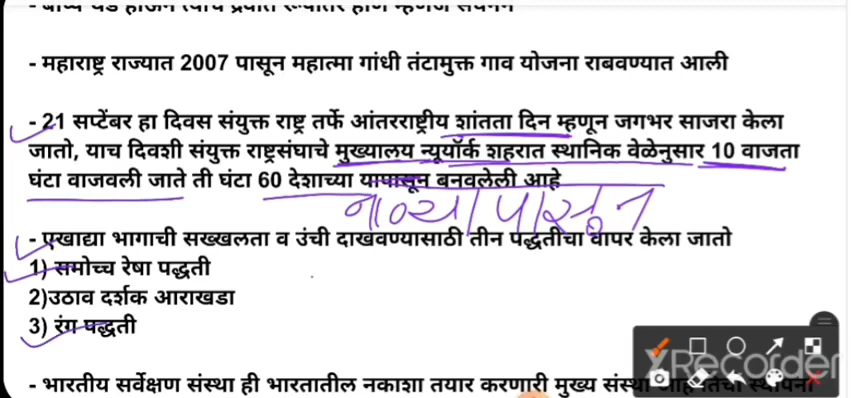 - महाराष्ट्र राज्यात 2007 पासून महात्मा गांधी तंटामुक्त गाव योजना राबवण्यात आली
- 21 सप्टेंबर हा दिवस संयुक्त राष्ट्र तर्फे आंतरराष्ट्रीय शांतता दिन म्हणून जगभर साजरा केला
जातो, याच दिवशी संयुक्त राष्ट्रसंघाचे मुख्यालय न्यूयॉर्क शहरात स्थानिक वेळेनुसार 10 वाजता
घंटा वाजवली जाते ती घंटा 60 देशाच्या यापासून बनवलेली आहे
नाण्यापासून
- एखाद्या भागाची सख्खलता व उंची दाखवण्यासाठी तीन पद्धतीचा वापर केला जातो
1) समोच्च रेषा पद्धती
2)उठाव दर्शक आराखडा
3) रंग पद्धती
- भारतीय सर्वेक्षण संस्था ही भारतातील नकाशा तयार करणारी मुख्य संस्था
XRecorder